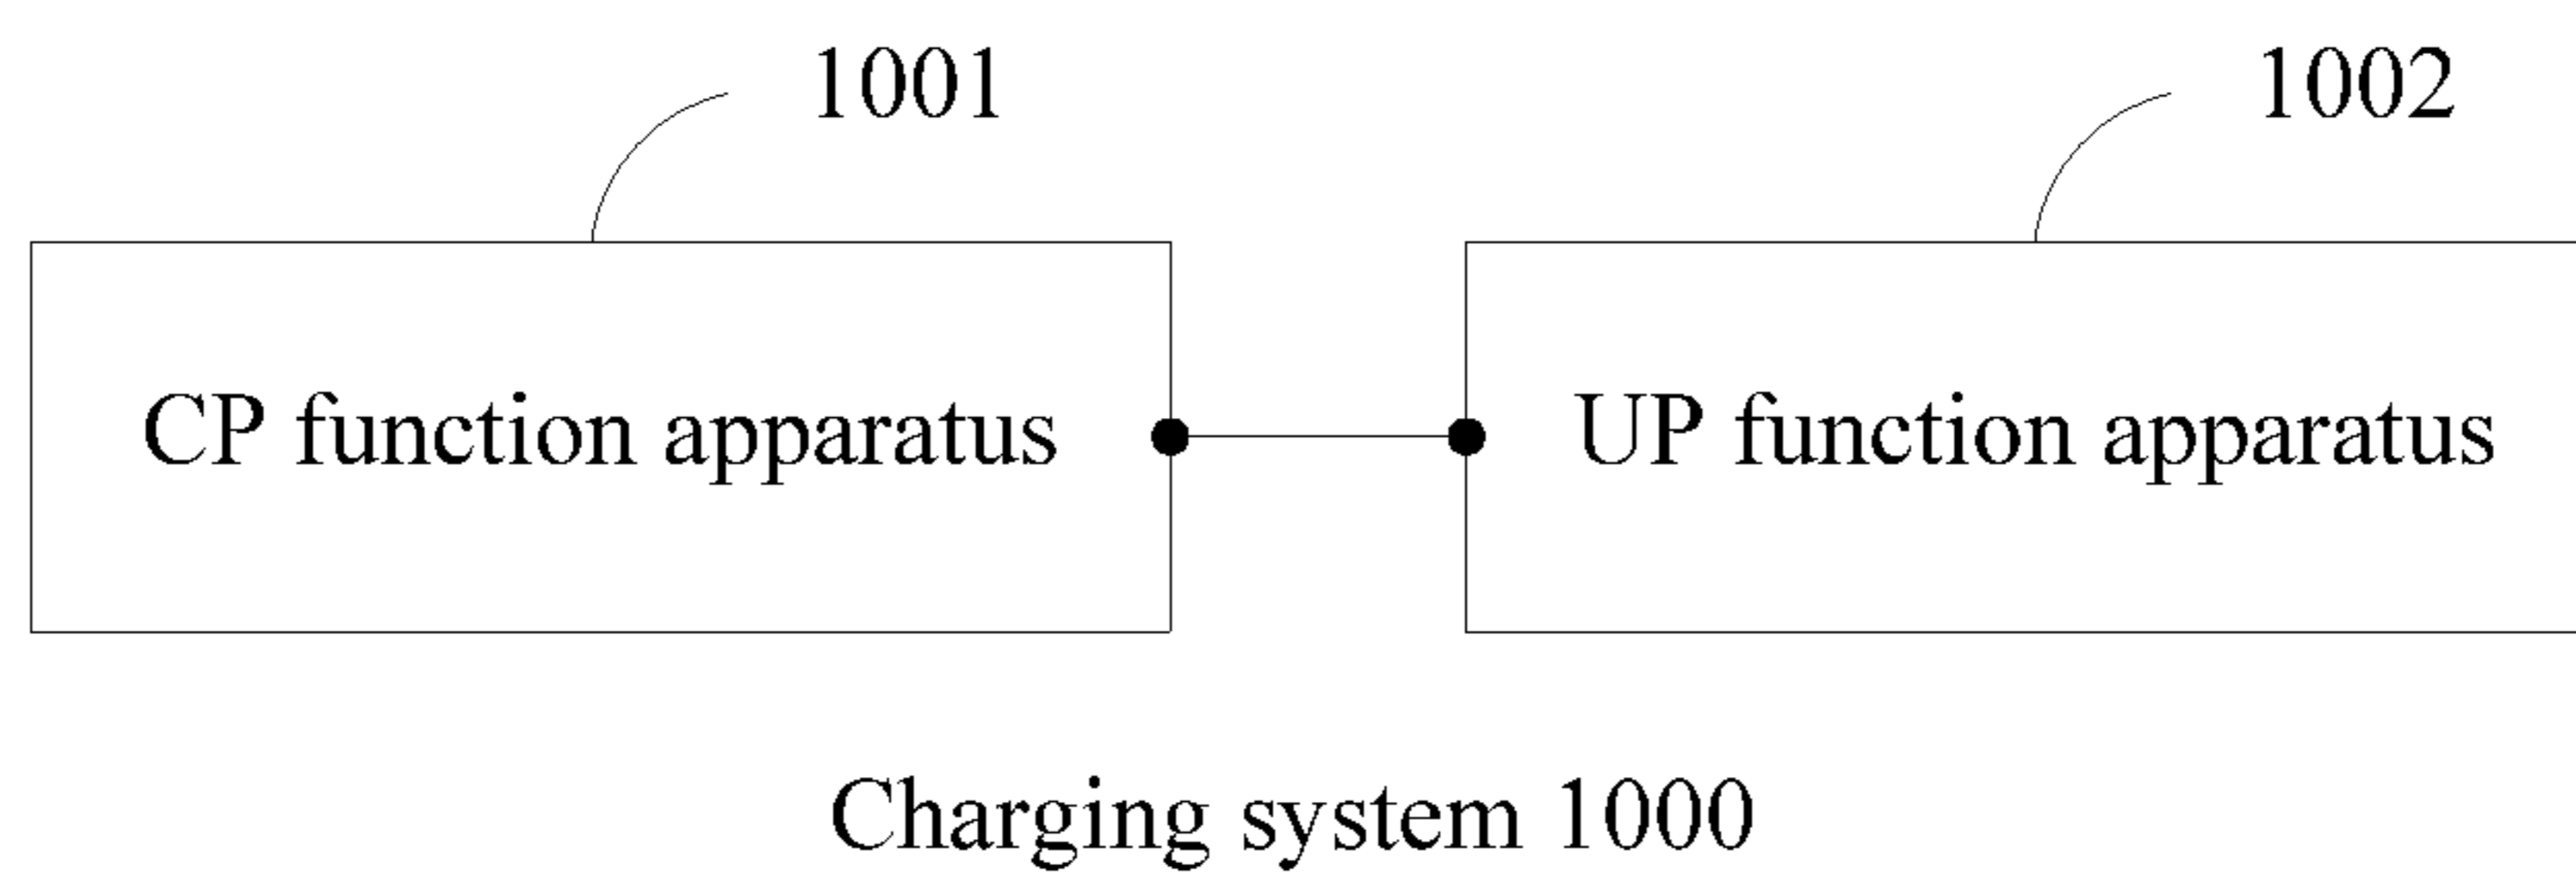 1001
1002
CP function apparatus
UP function apparatus
Charging system 1000